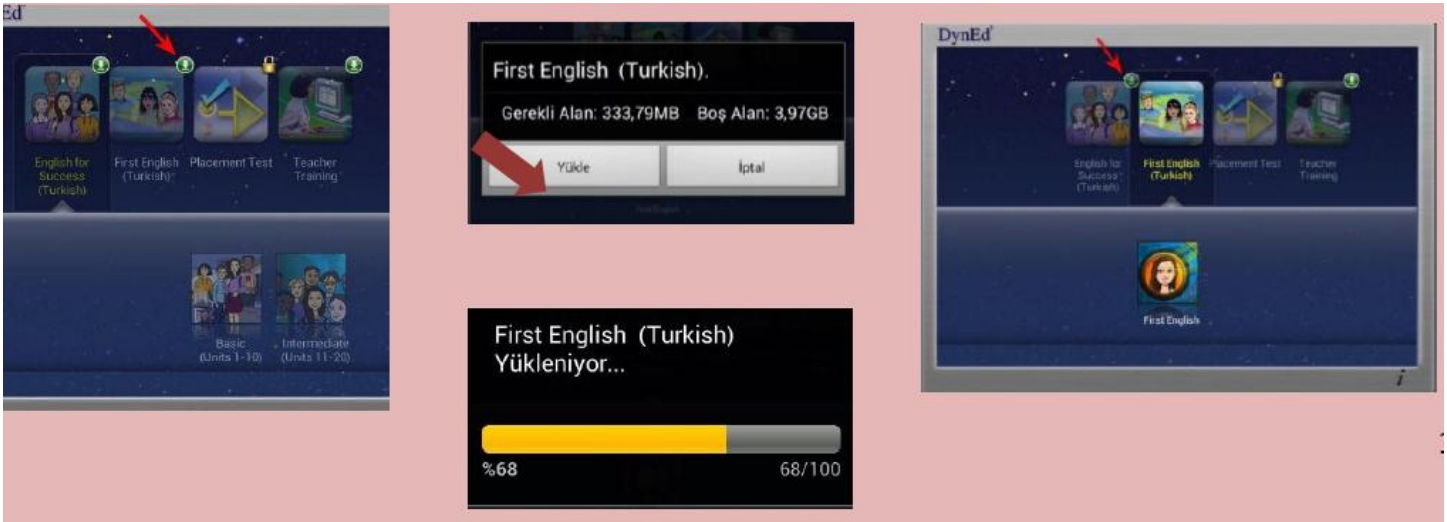 Ed
English for
Success
(Turkish)
First English
(Turkish)
Placement Test
Teacher
Training
Basic
(Units 1-10)
Intermediate
(Units 11-20)
First English (Turkish).
Gerekli Alan: 333,79MB Boş Alan: 3,97GB
Yükle
İptal
First English
First English (Turkish)
Yükleniyor...
%68
68/100
DynEd
English for
Success
(Turkish)
First English
(Turkish)
Placement Test
Teacher
Training
First English
i